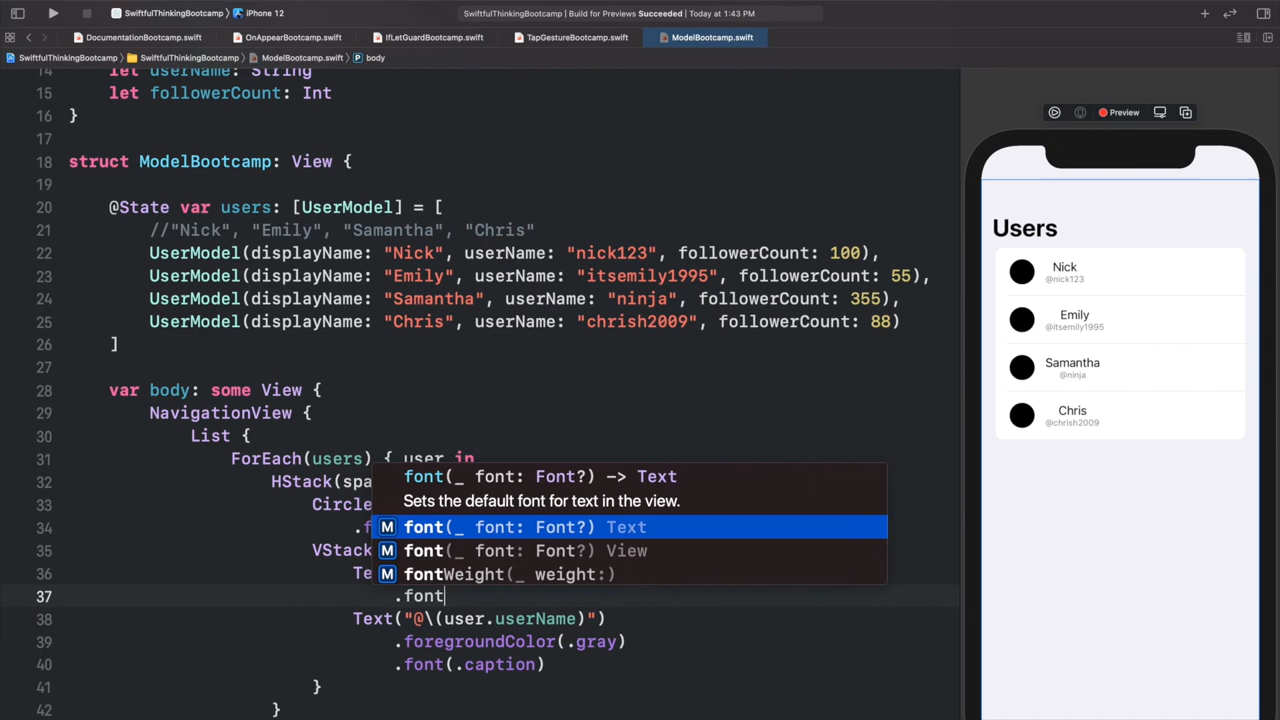 SwiftfulThinkingBootcamp › iPhone 12
SwiftfulThinkingBootcamp | Build for Previews Succeeded | Today at 1:43 PM
DocumentationBootcamp.swift
OnAppearBootcamp.swift
IfLetGuardBootcamp.swift
TapGestureBootcamp.swift
ModelBootcamp.swift
SwiftfulThinkingBootcamp › SwiftfulThinkingBootcamp › ModelBootcamp.swift › P body
14 let userName: String
15 let followerCount: Int
16 }
17
18 struct ModelBootcamp: View {
19
20 @State var users: [UserModel] = [
21 //"Nick", "Emily", "Samantha", "Chris"
22 UserModel(displayName: "Nick", userName: "nick123", followerCount: 100),
23 UserModel(displayName: "Emily", userName: "itsemily1995", followerCount: 55),
24 UserModel(displayName: "Samantha", userName: "ninja", followerCount: 355),
25 UserModel(displayName: "Chris", userName: "chrish2009", followerCount: 88)
26 ]
27
28 var body: some View {
29 NavigationView {
30 List {
31 ForEach(users) { user in
32 HStack(spa
33 Circle
34 .f
35 VStack
36 Te
37 .font
38 Text("@\(user.userName)")
39 .foregroundColor(.gray)
40 .font(.caption)
41 }
42 }
font(_ font: Font?) -> Text
Sets the default font for text in the view.
M font(_ font: Font?) Text
M font(_ font: Font?) View
M fontWeight(_ weight:)
Preview
Users
Nick
@nick123
Emily
@itsemily1995
Samantha
@ninja
Chris
@chrish2009